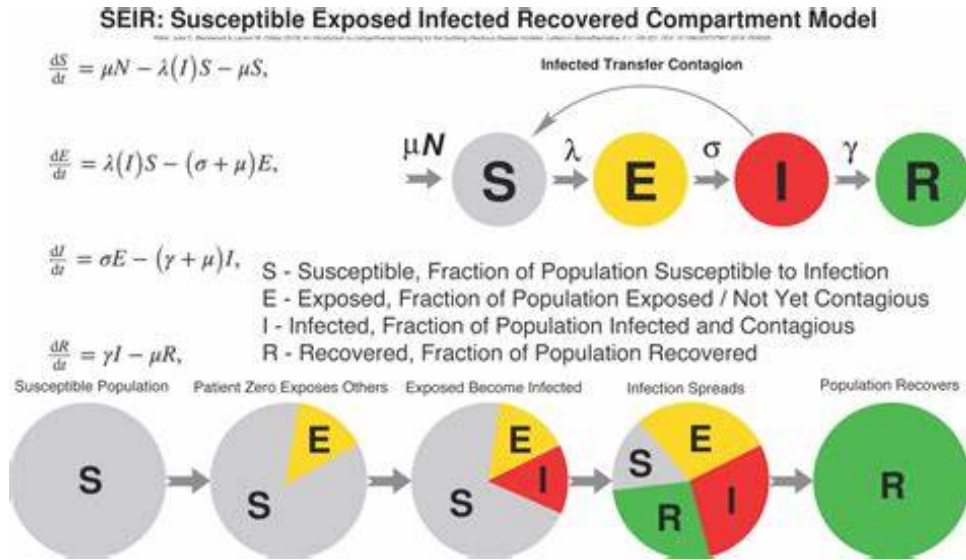 SEIR: Susceptible Exposed Infected Recovered Compartment Model
dS/dt = μN − λ(I)S − μS,
Infected Transfer Contagion
μN
λ
σ
γ
S
E
I
R
dE/dt = λ(I)S − (σ + μ)E,
dI/dt = σE − (γ + μ)I,
S - Susceptible, Fraction of Population Susceptible to Infection
E - Exposed, Fraction of Population Exposed / Not Yet Contagious
I - Infected, Fraction of Population Infected and Contagious
R - Recovered, Fraction of Population Recovered
dR/dt = γI − μR,
Susceptible Population
Patient Zero Exposes Others
Exposed Become Infected
Infection Spreads
Population Recovers
S
E
S
E
I
S
E
S
I
R
R